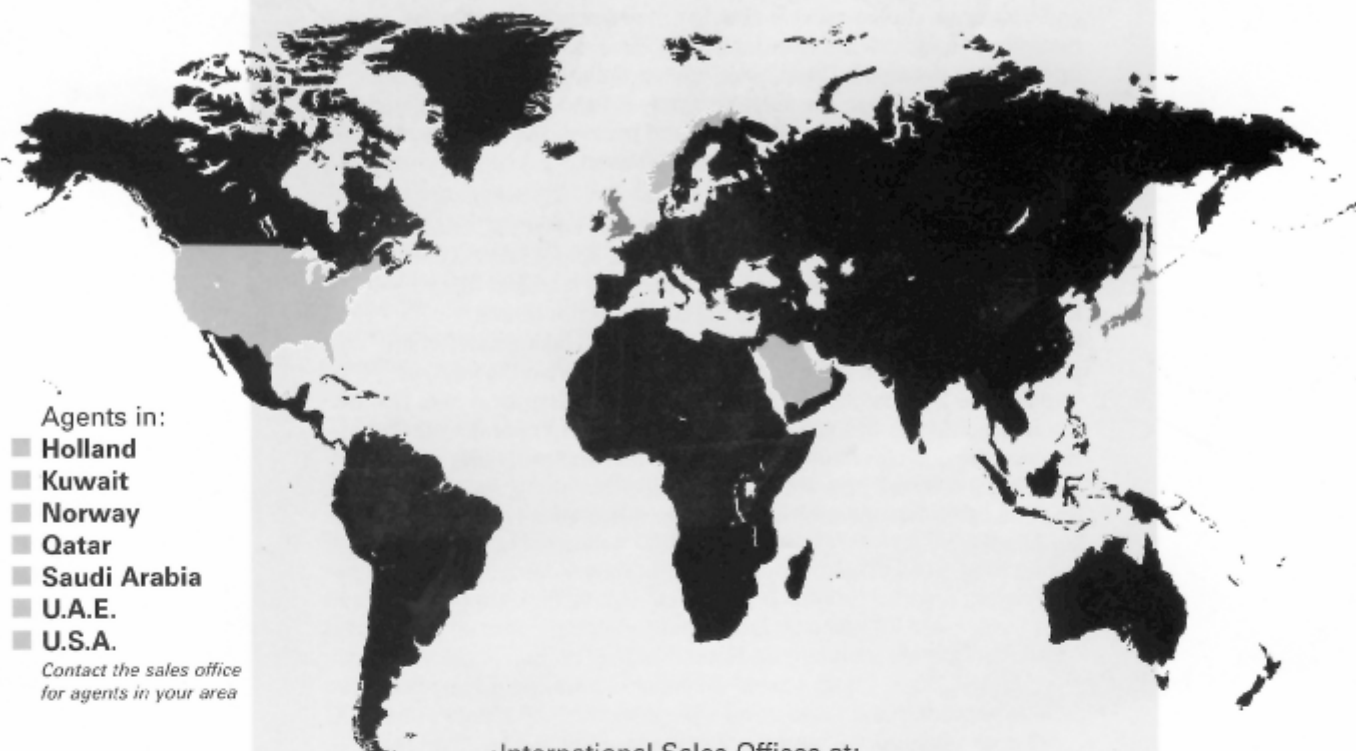 Agents in:
Holland
Kuwait
Norway
Qatar
Saudi Arabia
U.A.E.
U.S.A.
Contact the sales office
for agents in your area
International Sales Offices at: